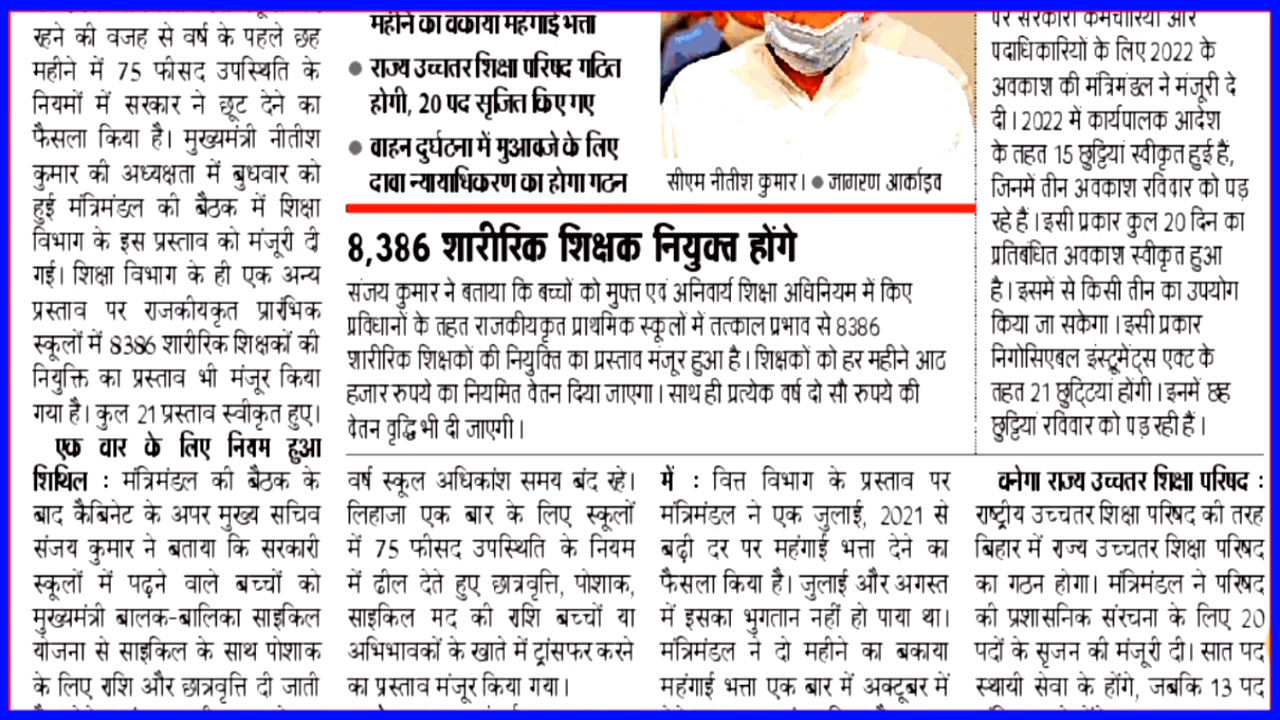 रहने की वजह से वर्ष के पहले छह
महीने में 75 फीसद उपस्थिति के
नियमों में सरकार ने छूट देने का
फैसला किया है। मुख्यमंत्री नीतीश
कुमार की अध्यक्षता में बुधवार को
हुई मंत्रिमंडल की बैठक में शिक्षा
विभाग के इस प्रस्ताव को मंजूरी दी
गई। शिक्षा विभाग के ही एक अन्य
प्रस्ताव पर राजकीयकृत प्रारंभिक
स्कूलों में 8386 शारीरिक शिक्षकों की
नियुक्ति का प्रस्ताव भी मंजूर किया
गया है। कुल 21 प्रस्ताव स्वीकृत हुए।
एक बार के लिए नियम हुआ
शिथिल : मंत्रिमंडल की बैठक के
बाद कैबिनेट के अपर मुख्य सचिव
संजय कुमार ने बताया कि सरकारी
स्कूलों में पढ़ने वाले बच्चों को
मुख्यमंत्री बालक-बालिका साइकिल
योजना से साइकिल के साथ पोशाक
के लिए राशि और छात्रवृत्ति दी जाती
महीने का बकाया महंगाई भत्ता
● राज्य उच्चतर शिक्षा परिषद गठित
होगी, 20 पद सृजित किए गए
● वाहन दुर्घटना में मुआवजे के लिए
दावा न्यायाधिकरण का होगा गठन
सीएम नीतीश कुमार। ● जागरण आर्काइव
8,386 शारीरिक शिक्षक नियुक्त होंगे
संजय कुमार ने बताया कि बच्चों को मुफ्त एवं अनिवार्य शिक्षा अधिनियम में किए
प्रविधानों के तहत राजकीयकृत प्राथमिक स्कूलों में तत्काल प्रभाव से 8386
शारीरिक शिक्षकों की नियुक्ति का प्रस्ताव मंजूर हुआ है। शिक्षकों को हर महीने आठ
हजार रुपये का नियमित वेतन दिया जाएगा। साथ ही प्रत्येक वर्ष दो सौ रुपये की
वेतन वृद्धि भी दी जाएगी।
वर्ष स्कूल अधिकांश समय बंद रहे।
लिहाजा एक बार के लिए स्कूलों
में 75 फीसद उपस्थिति के नियम
में ढील देते हुए छात्रवृत्ति, पोशाक,
साइकिल मद की राशि बच्चों या
अभिभावकों के खाते में ट्रांसफर करने
का प्रस्ताव मंजूर किया गया।
में : वित्त विभाग के प्रस्ताव पर
मंत्रिमंडल ने एक जुलाई, 2021 से
बढ़ी दर पर महंगाई भत्ता देने का
फैसला किया है। जुलाई और अगस्त
में इसका भुगतान नहीं हो पाया था।
मंत्रिमंडल ने दो महीने का बकाया
महंगाई भत्ता एक बार में अक्टूबर में
पर सरकारी कर्मचारियों और
पदाधिकारियों के लिए 2022 के
अवकाश की मंत्रिमंडल ने मंजूरी दे
दी। 2022 में कार्यपालक आदेश
के तहत 15 छुट्टियां स्वीकृत हुई हैं,
जिनमें तीन अवकाश रविवार को पड़
रहे हैं। इसी प्रकार कुल 20 दिन का
प्रतिबंधित अवकाश स्वीकृत हुआ
है। इसमें से किसी तीन का उपयोग
किया जा सकेगा। इसी प्रकार
निगोसिएबल इंस्ट्रूमेंट्स एक्ट के
तहत 21 छुट्टियां होंगी। इनमें छह
छुट्टियां रविवार को पड़ रही हैं।
बनेगा राज्य उच्चतर शिक्षा परिषद :
राष्ट्रीय उच्चतर शिक्षा परिषद की तरह
बिहार में राज्य उच्चतर शिक्षा परिषद
का गठन होगा। मंत्रिमंडल ने परिषद
की प्रशासनिक संरचना के लिए 20
पदों के सृजन की मंजूरी दी। सात पद
स्थायी सेवा के होंगे, जबकि 13 पद